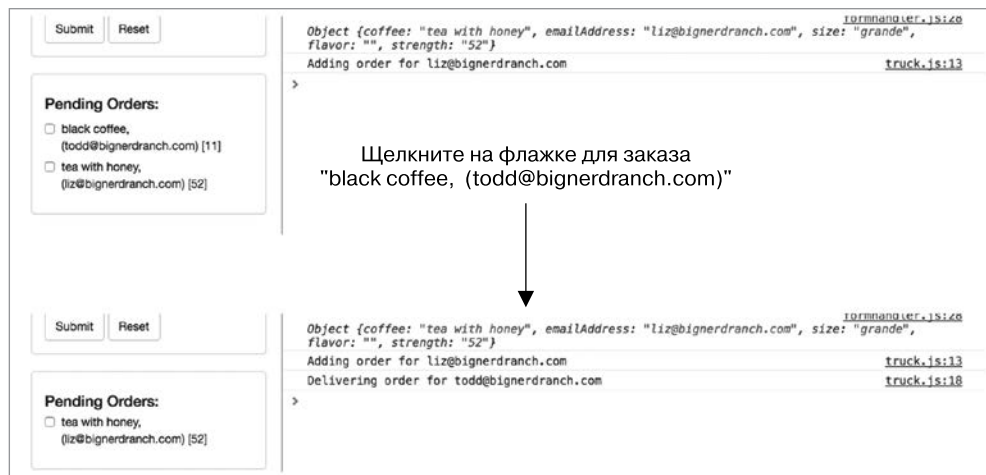 Submit Reset
formhandler.js:28
Object {coffee: "tea with honey", emailAddress: "liz@bignerdranch.com", size: "grande",
flavor: "", strength: "52"}
Adding order for liz@bignerdranch.com truck.js:13
>
Pending Orders:
black coffee,
(todd@bignerdranch.com) [11]
tea with honey,
(liz@bignerdranch.com) [52]
Щелкните на флажке для заказа
"black coffee, (todd@bignerdranch.com)"
Submit Reset
formhandler.js:28
Object {coffee: "tea with honey", emailAddress: "liz@bignerdranch.com", size: "grande",
flavor: "", strength: "52"}
Adding order for liz@bignerdranch.com truck.js:13
Delivering order for todd@bignerdranch.com truck.js:18
>
Pending Orders:
tea with honey,
(liz@bignerdranch.com) [52]